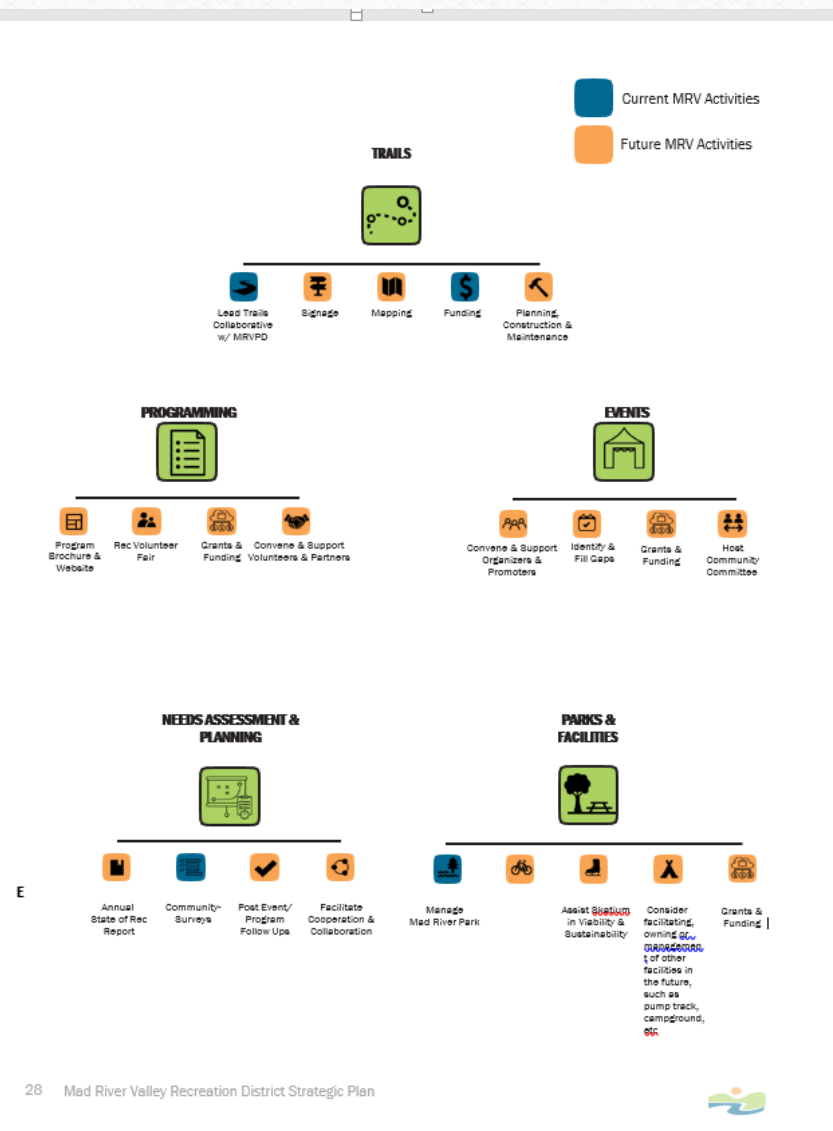 Current MRV Activities
Future MRV Activities
TRAILS
Lead Trails
Collaborative
w/ MRVPD
Signage
Mapping
Funding
Planning,
Construction &
Maintenance
PROGRAMMING
Program
Brochure &
Website
Rec Volunteer
Fair
Grants &
Funding
Convene & Support
Volunteers & Partners
EVENTS
Convene & Support
Organizers &
Promoters
Identify &
Fill Gaps
Grants &
Funding
Host
Community
Committee
NEEDS ASSESSMENT &
PLANNING
Annual
State of Rec
Report
Community-
Surveys
Post Event/
Program
Follow Ups
Facilitate
Cooperation &
Collaboration
PARKS &
FACILITIES
Manage
Mad River Park
Assist Skatium
in Viability &
Sustainability
Consider
facilitating,
owning or
managemen
t of other
facilities in
the future,
such as
pump track,
campground,
etc
Grants &
Funding
E
28 Mad River Valley Recreation District Strategic Plan